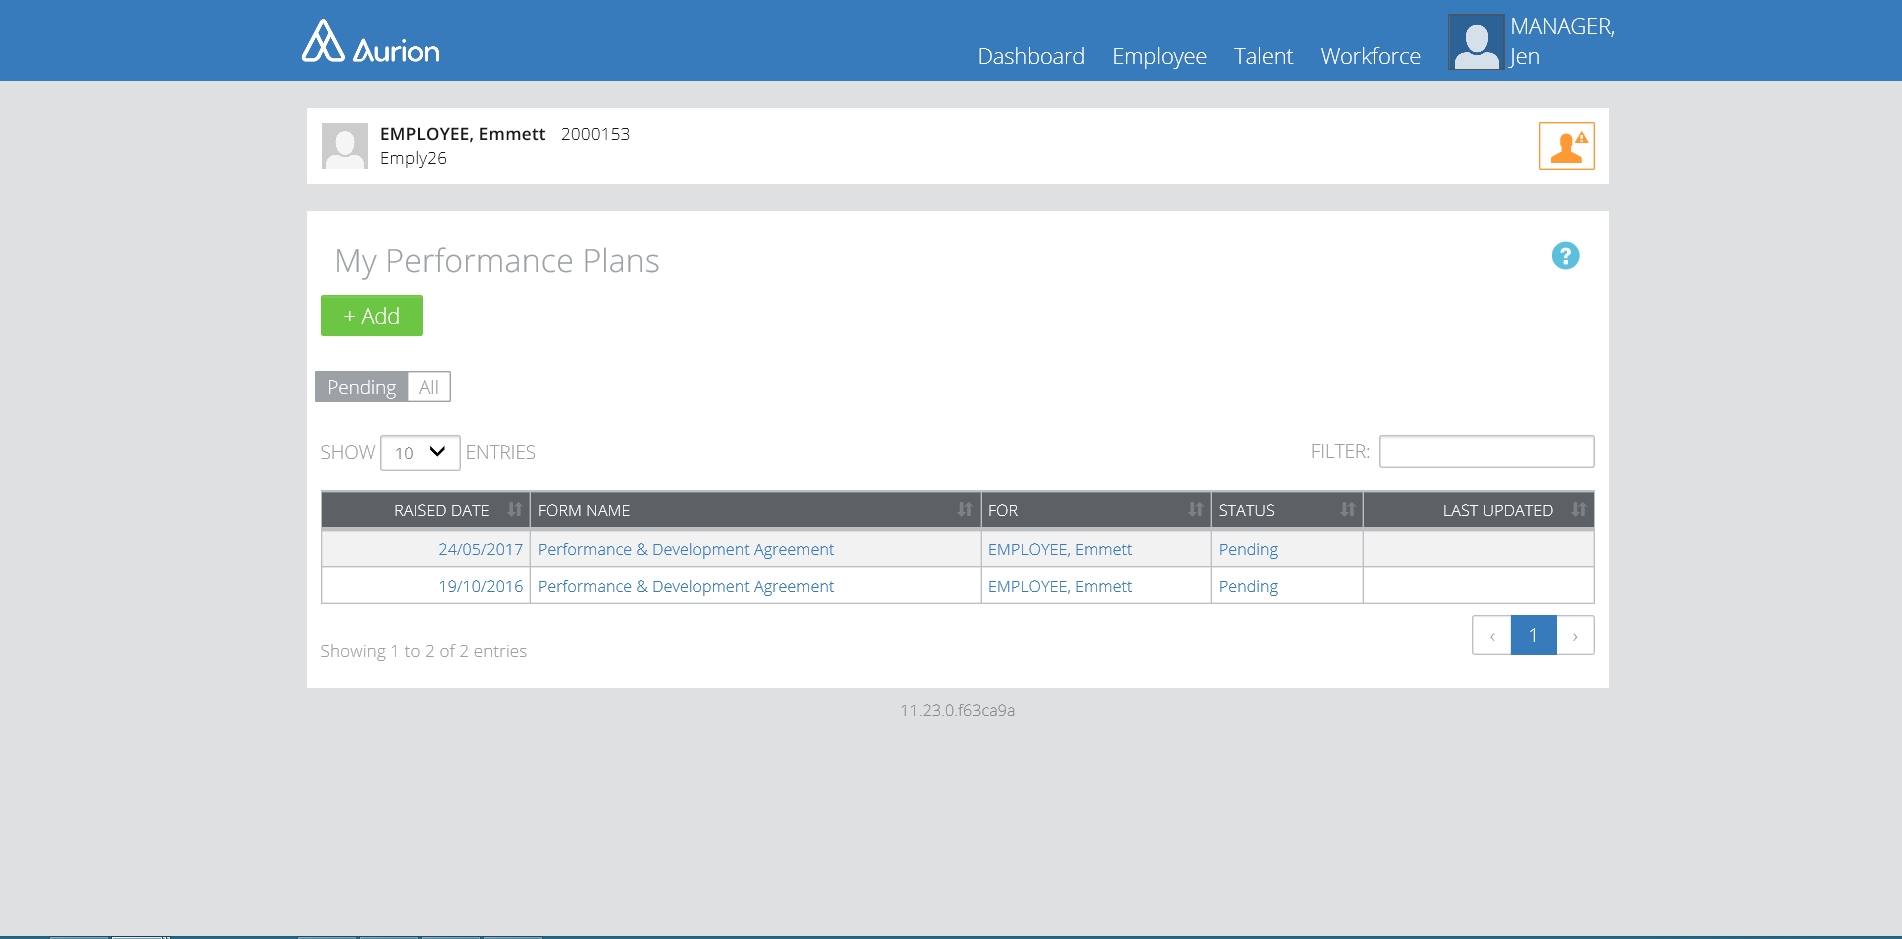 Aurion
Dashboard Employee Talent Workforce MANAGER,
Jen
EMPLOYEE, Emmett 2000153
Emply26
My Performance Plans
?
+ Add
Pending All
SHOW 10 ENTRIES FILTER:
RAISED DATE FORM NAME FOR STATUS LAST UPDATED
24/05/2017 Performance & Development Agreement EMPLOYEE, Emmett Pending
19/10/2016 Performance & Development Agreement EMPLOYEE, Emmett Pending
‹ 1 ›
Showing 1 to 2 of 2 entries
11.23.0.f63ca9a